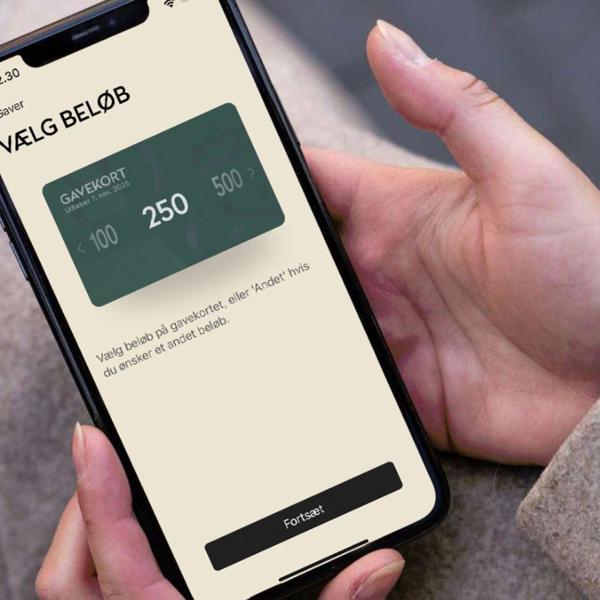 2.30
Gaver
VÆLG BELØB
GAVEKORT
Udløber 7. nov. 2025
100 250 500
Vælg beløb på gavekortet, eller 'Andet' hvis
du ønsker et andet beløb.
Fortsæt